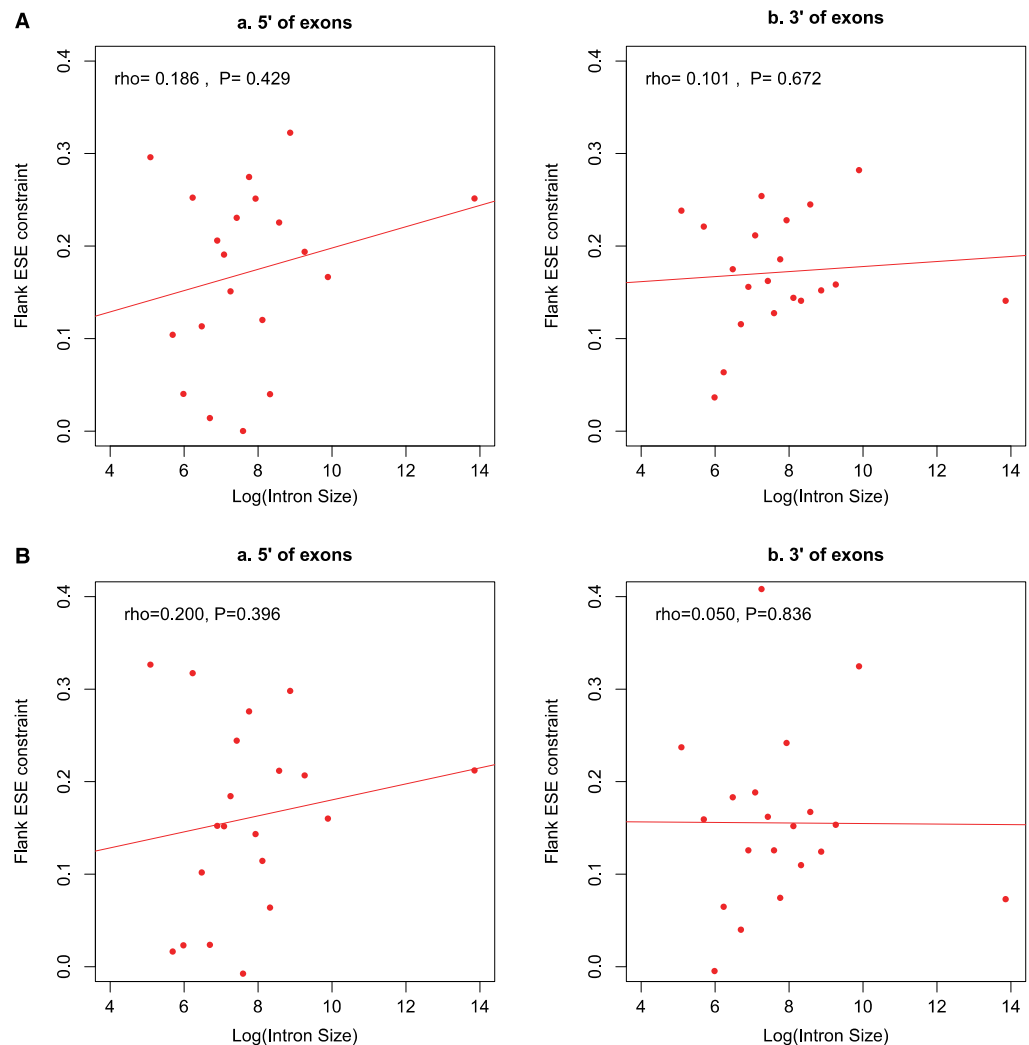 A
a. 5' of exons
rho= 0.186 , P= 0.429
Flank ESE constraint
0.4
0.3
0.2
0.1
0.0
4 6 8 10 12 14
Log(Intron Size)
b. 3' of exons
rho= 0.101 , P= 0.672
Flank ESE constraint
0.4
0.3
0.2
0.1
0.0
4 6 8 10 12 14
Log(Intron Size)
B
a. 5' of exons
rho=0.200, P=0.396
Flank ESE constraint
0.4
0.3
0.2
0.1
0.0
4 6 8 10 12 14
Log(Intron Size)
b. 3' of exons
rho=0.050, P=0.836
Flank ESE constraint
0.4
0.3
0.2
0.1
0.0
4 6 8 10 12 14
Log(Intron Size)